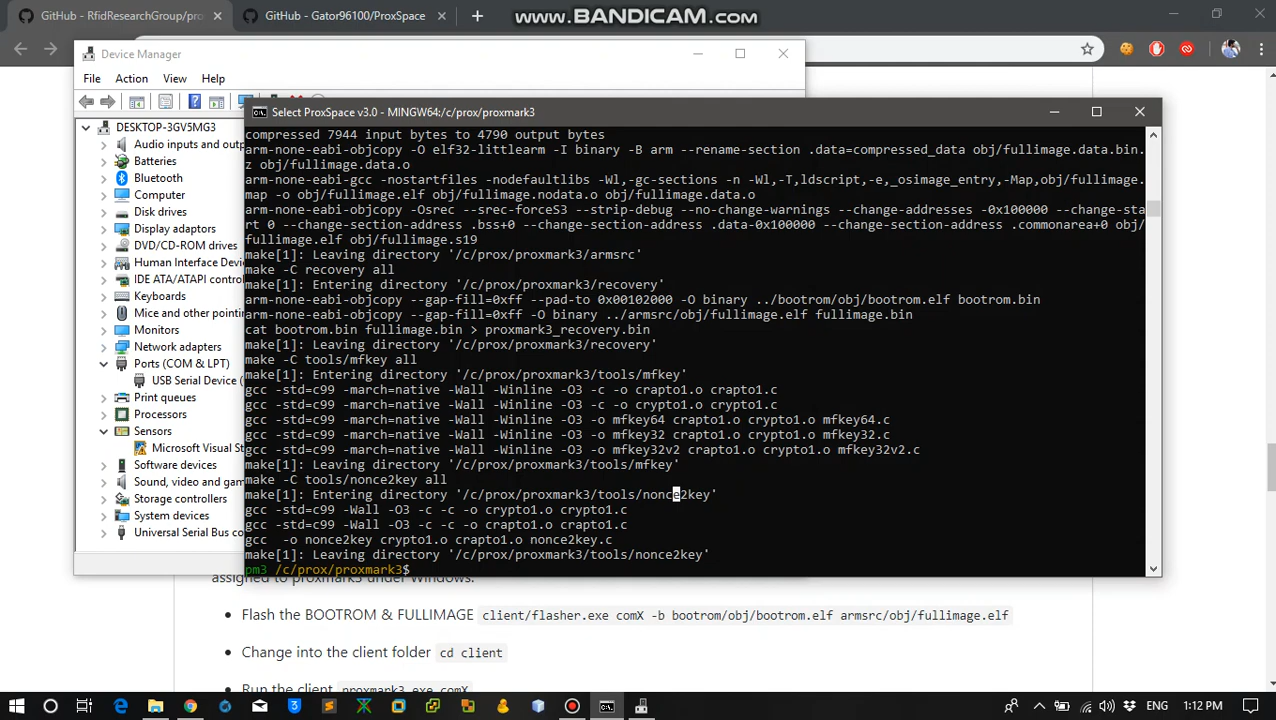 GitHub - RfidResearchGroup/pro
GitHub - Gator96100/ProxSpace
www.BANDICAM.com
Device Manager
File Action View Help
DESKTOP-3GV5MG3
Audio inputs and outp
Batteries
Bluetooth
Computer
Disk drives
Display adaptors
DVD/CD-ROM drives
Human Interface Devic
IDE ATA/ATAPI control
Keyboards
Mice and other pointin
Monitors
Network adapters
Ports (COM & LPT)
USB Serial Device (
Print queues
Processors
Sensors
Microsoft Visual St
Software devices
Storage controllers
System devices
Universal Serial Bus co
Select ProxSpace v3.0 - MINGW64:/c/prox/proxmark3
compressed 7944 input bytes to 4790 output bytes
arm-none-eabi-objcopy -O elf32-littlearm -I binary -B arm --rename-section .data=compressed_data obj/fullimage.data.bin.
z obj/fullimage.data.o
arm-none-eabi-gcc -nostartfiles -nodefaultlibs -Wl,-gc-sections -n -Wl,-T,ldscript,-e,_osimage_entry,-Map,obj/fullimage.
map -o obj/fullimage.elf obj/fullimage.nodata.o obj/fullimage.data.o
arm-none-eabi-objcopy -Osrec --srec-forceS3 --strip-debug --no-change-warnings --change-addresses -0x100000 --change-sta
rt 0 --change-section-address .bss+0 --change-section-address .data-0x100000 --change-section-address .commonarea+0 obj/
fullimage.elf obj/fullimage.s19
make[1]: Leaving directory '/c/prox/proxmark3/armsrc'
make -C recovery all
make[1]: Entering directory '/c/prox/proxmark3/recovery'
arm-none-eabi-objcopy --gap-fill=0xff --pad-to 0x00102000 -O binary ../bootrom/obj/bootrom.elf bootrom.bin
arm-none-eabi-objcopy --gap-fill=0xff -O binary ../armsrc/obj/fullimage.elf fullimage.bin
cat bootrom.bin fullimage.bin > proxmark3_recovery.bin
make[1]: Leaving directory '/c/prox/proxmark3/recovery'
make -C tools/mfkey all
make[1]: Entering directory '/c/prox/proxmark3/tools/mfkey'
gcc -std=c99 -march=native -Wall -Winline -O3 -c -o crapto1.o crapto1.c
gcc -std=c99 -march=native -Wall -Winline -O3 -c -o crypto1.o crypto1.c
gcc -std=c99 -march=native -Wall -Winline -O3 -o mfkey64 crapto1.o crypto1.o mfkey64.c
gcc -std=c99 -march=native -Wall -Winline -O3 -o mfkey32 crapto1.o crypto1.o mfkey32.c
gcc -std=c99 -march=native -Wall -Winline -O3 -o mfkey32v2 crapto1.o crypto1.o mfkey32v2.c
make[1]: Leaving directory '/c/prox/proxmark3/tools/mfkey'
make -C tools/nonce2key all
make[1]: Entering directory '/c/prox/proxmark3/tools/nonce2key'
gcc -std=c99 -Wall -O3 -c -c -o crypto1.o crypto1.c
gcc -std=c99 -Wall -O3 -c -c -o crapto1.o crapto1.c
gcc  -o nonce2key crypto1.o crapto1.o nonce2key.c
make[1]: Leaving directory '/c/prox/proxmark3/tools/nonce2key'
pm3 /c/prox/proxmark3$
assigned to proxmark3 under Windows.
Flash the BOOTROM & FULLIMAGE client/flasher.exe comX -b bootrom/obj/bootrom.elf armsrc/obj/fullimage.elf
Change into the client folder cd client
Run the client proxmark3.exe comX
ENG 1:12 PM